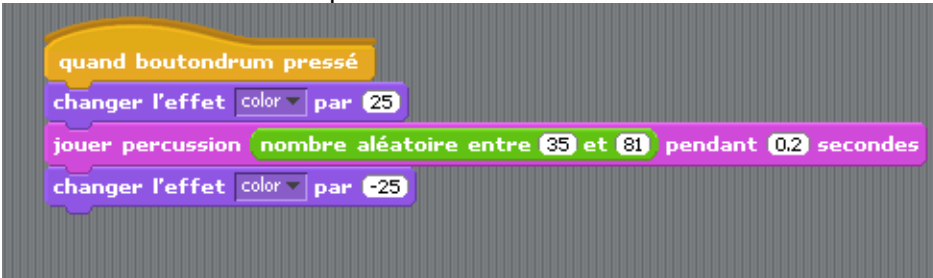 quand boutondrum pressé
changer l'effet color par 25
jouer percussion nombre aléatoire entre 35 et 81 pendant 0.2 secondes
changer l'effet color par -25